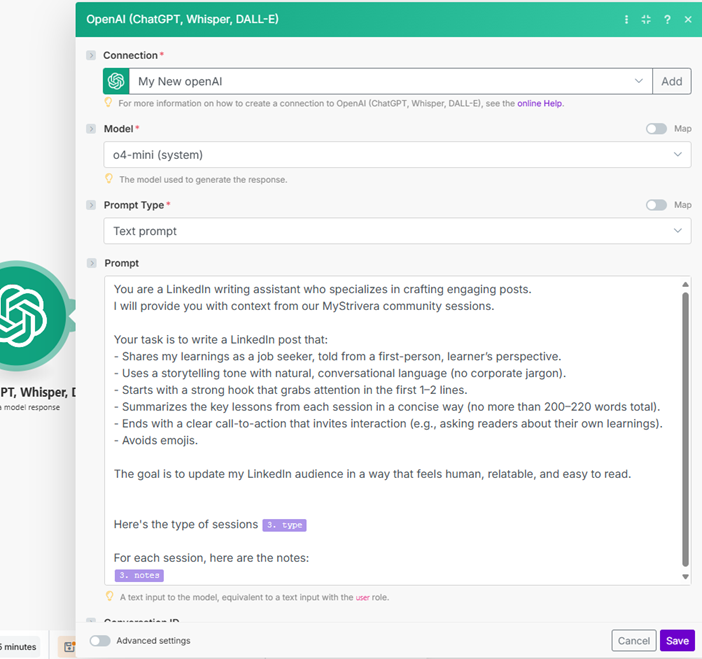 OpenAI (ChatGPT, Whisper, DALL-E)
Connection *
My New openAI
Add
For more information on how to create a connection to OpenAI (ChatGPT, Whisper, DALL-E), see the online Help.
Model *
Map
o4-mini (system)
The model used to generate the response.
Prompt Type *
Map
Text prompt
Prompt
You are a LinkedIn writing assistant who specializes in crafting engaging posts.
I will provide you with context from our MyStrivera community sessions.
Your task is to write a LinkedIn post that:
- Shares my learnings as a job seeker, told from a first-person, learner’s perspective.
- Uses a storytelling tone with natural, conversational language (no corporate jargon).
- Starts with a strong hook that grabs attention in the first 1–2 lines.
- Summarizes the key lessons from each session in a concise way (no more than 200–220 words total).
- Ends with a clear call-to-action that invites interaction (e.g., asking readers about their own learnings).
- Avoids emojis.
The goal is to update my LinkedIn audience in a way that feels human, relatable, and easy to read.
Here's the type of sessions 3. type
For each session, here are the notes:
3. notes
A text input to the model, equivalent to a text input with the user role.
Conversation ID
Advanced settings
Cancel
Save
PT, Whisper, D
a model response
5 minutes